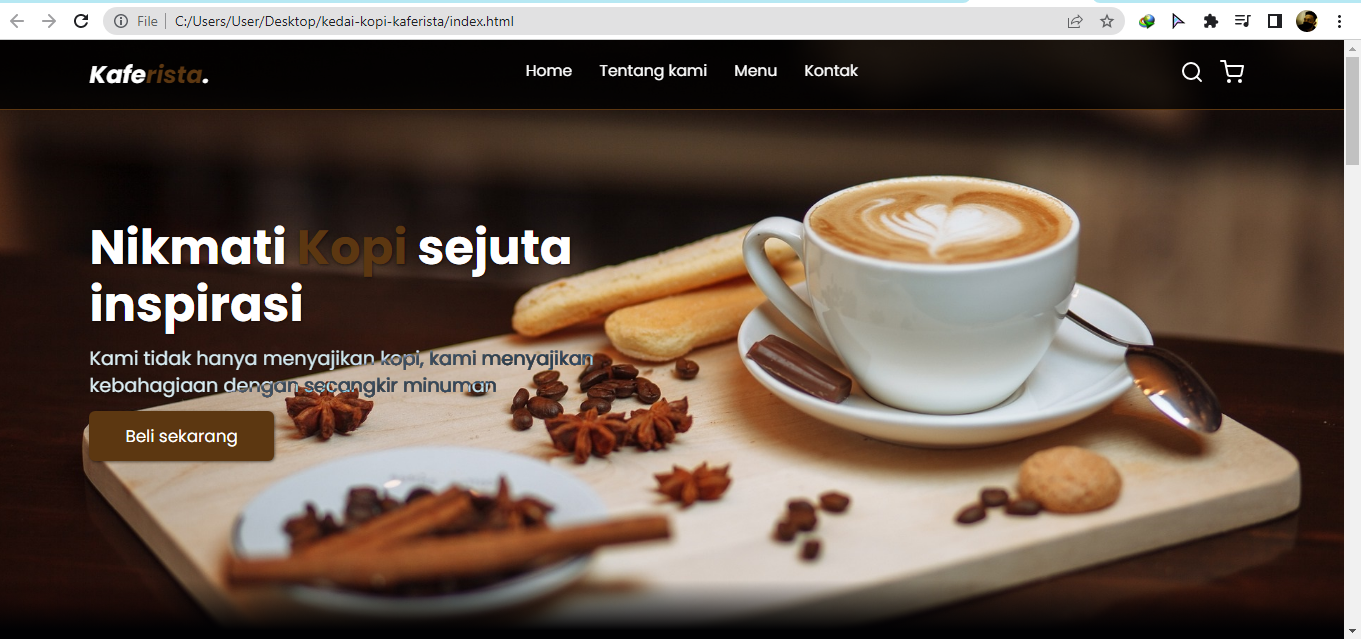 File
C:/Users/User/Desktop/kedai-kopi-kaferista/index.html
Kaferista.
Home
Tentang kami
Menu
Kontak
Nikmati Kopi sejuta
inspirasi
Kami tidak hanya menyajikan kopi, kami menyajikan
kebahagiaan dengan secangkir minuman
Beli sekarang